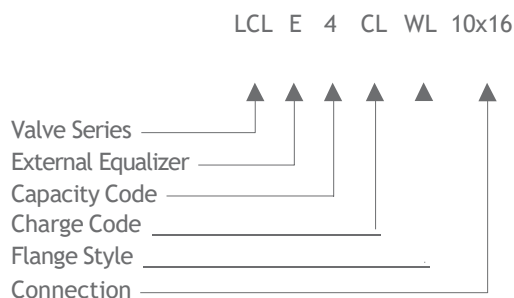 LCL E 4 CL WL 10x16
Valve Series
External Equalizer
Capacity Code
Charge Code
Flange Style
Connection